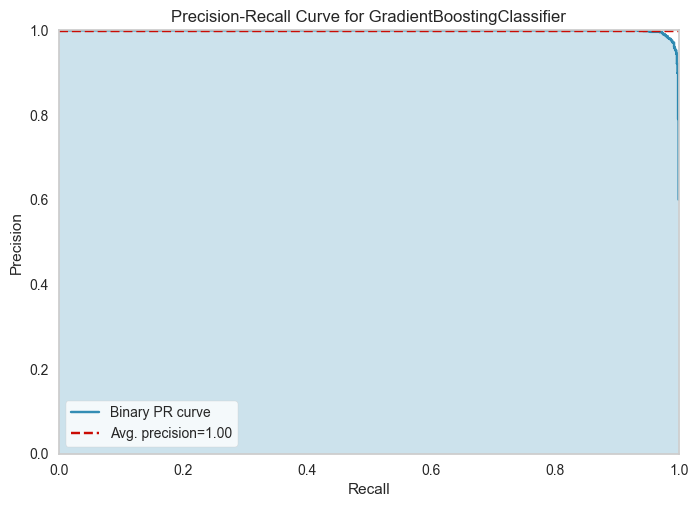 Precision-Recall Curve for GradientBoostingClassifier
1.0
0.8
0.6
0.4
0.2
0.0
Precision
Binary PR curve
Avg. precision=1.00
0.0 0.2 0.4 0.6 0.8 1.0
Recall